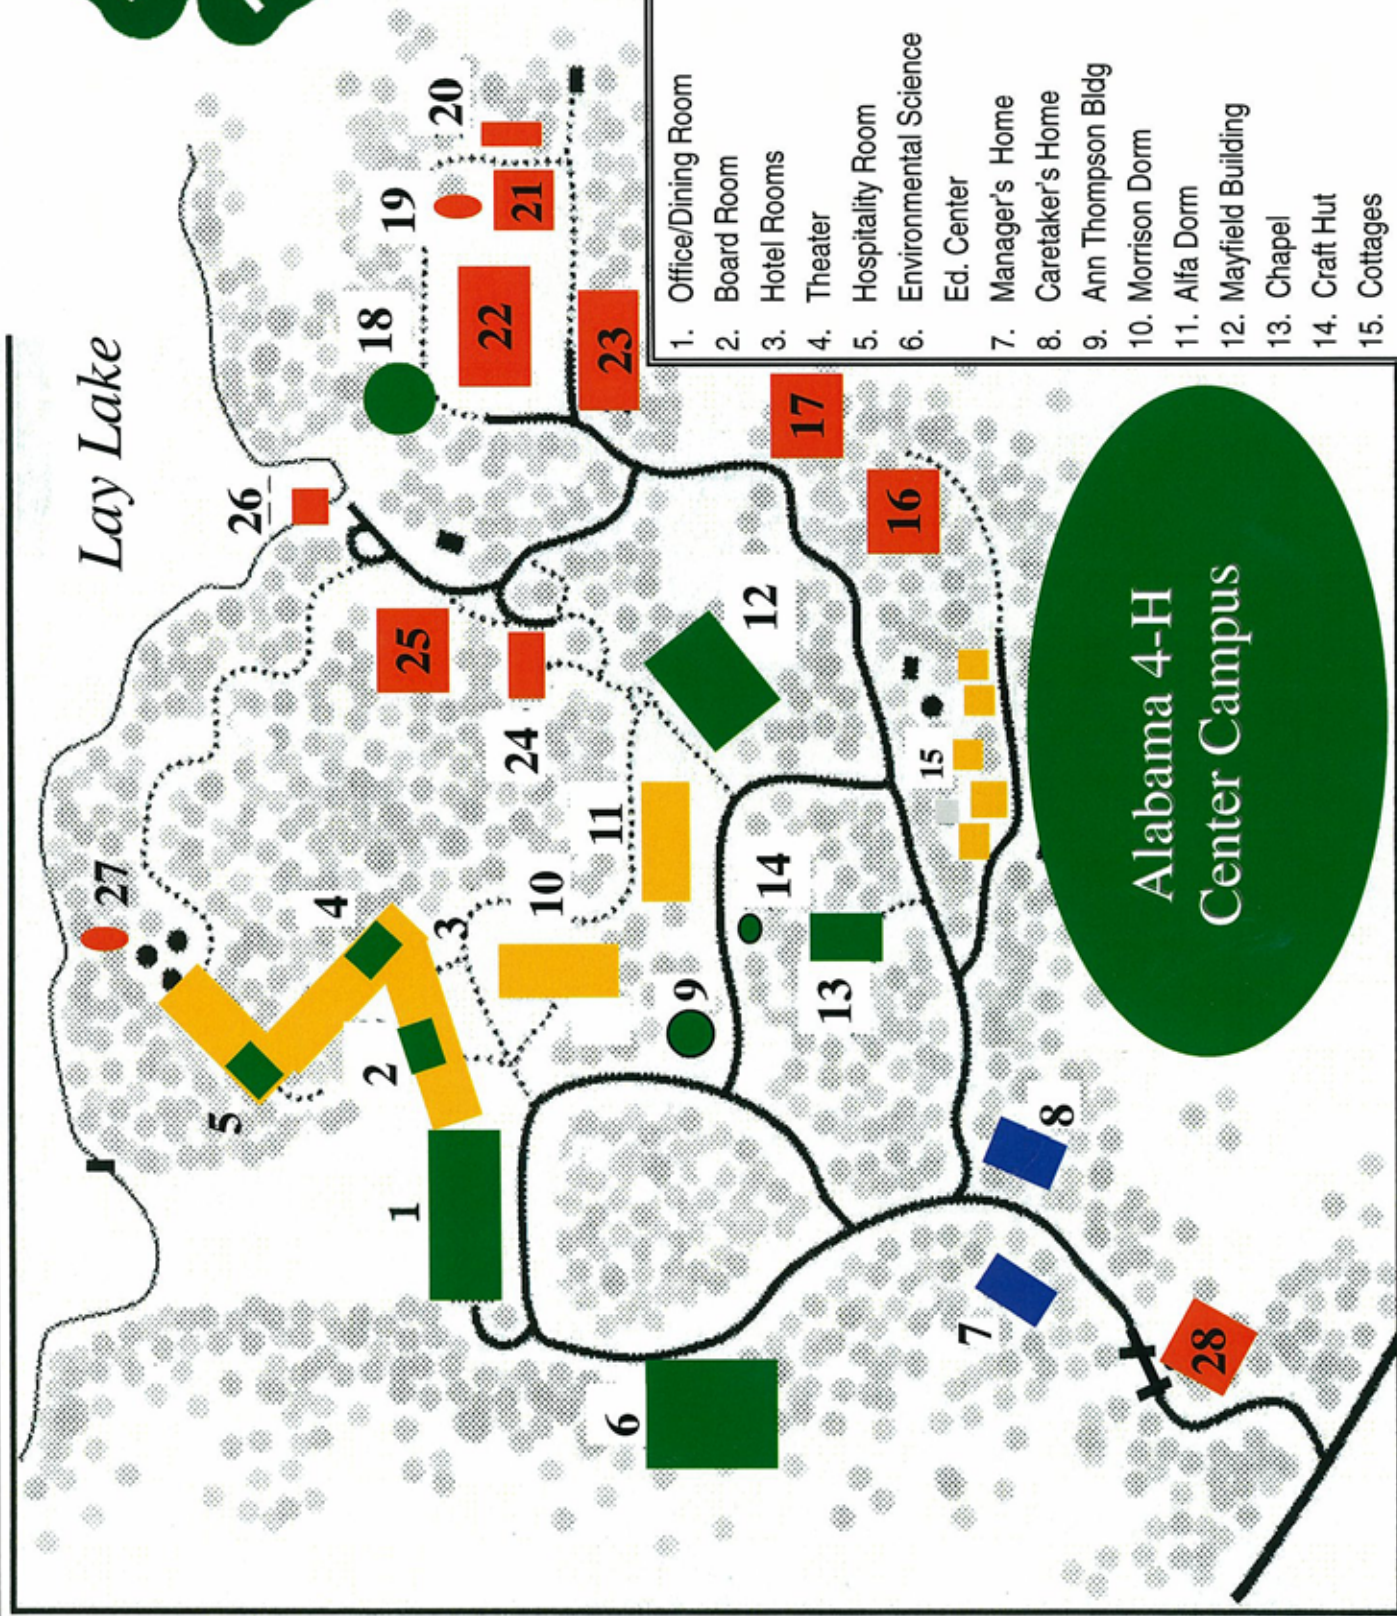 Lay Lake
20
19
21
18
22
23
26
17
16
25
12
24
15
11
14
27
4
3
10
9
13
2
5
1
8
7
6
28
Alabama 4-H
Center Campus
1. Office/Dining Room
2. Board Room
3. Hotel Rooms
4. Theater
5. Hospitality Room
6. Environmental Science
Ed. Center
7. Manager's Home
8. Caretaker's Home
9. Ann Thompson Bldg
10. Morrison Dorm
11. Alfa Dorm
12. Mayfield Building
13. Chapel
14. Craft Hut
15. Cottages